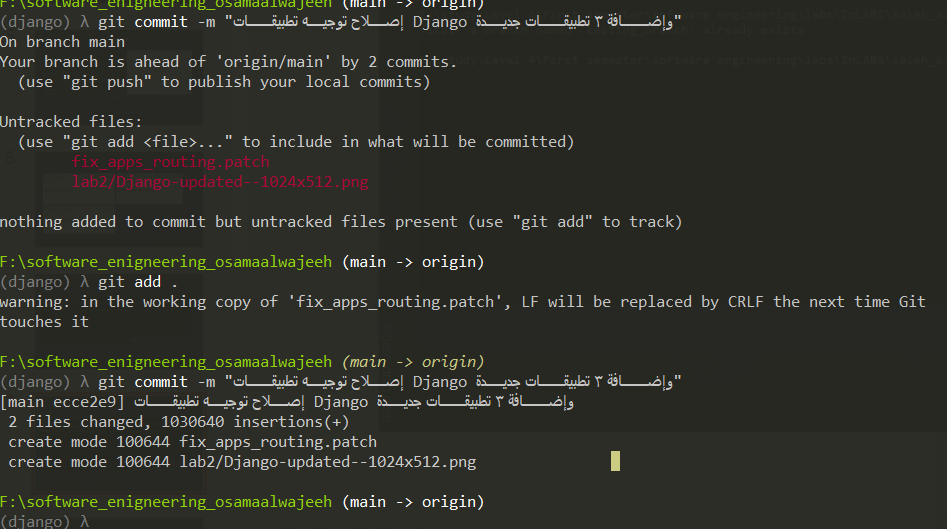 F:\software_enigneering_osamaalwajeeh (main -> origin)
(django) λ git commit -m "إصلاح توجيه تطبيقات Django وإضافة ٣ تطبيقات جديدة"
On branch main
Your branch is ahead of 'origin/main' by 2 commits.
(use "git push" to publish your local commits)
Untracked files:
(use "git add <file>..." to include in what will be committed)
fix_apps_routing.patch
lab2/Django-updated--1024x512.png
nothing added to commit but untracked files present (use "git add" to track)
F:\software_enigneering_osamaalwajeeh (main -> origin)
(django) λ git add .
warning: in the working copy of 'fix_apps_routing.patch', LF will be replaced by CRLF the next time Git
touches it
F:\software_enigneering_osamaalwajeeh (main -> origin)
(django) λ git commit -m "إصلاح توجيه تطبيقات Django وإضافة ٣ تطبيقات جديدة"
[main ecce2e9] إصلاح توجيه تطبيقات Django وإضافة ٣ تطبيقات جديدة
2 files changed, 1030640 insertions(+)
create mode 100644 fix_apps_routing.patch
create mode 100644 lab2/Django-updated--1024x512.png
F:\software_enigneering_osamaalwajeeh (main -> origin)
(django) λ